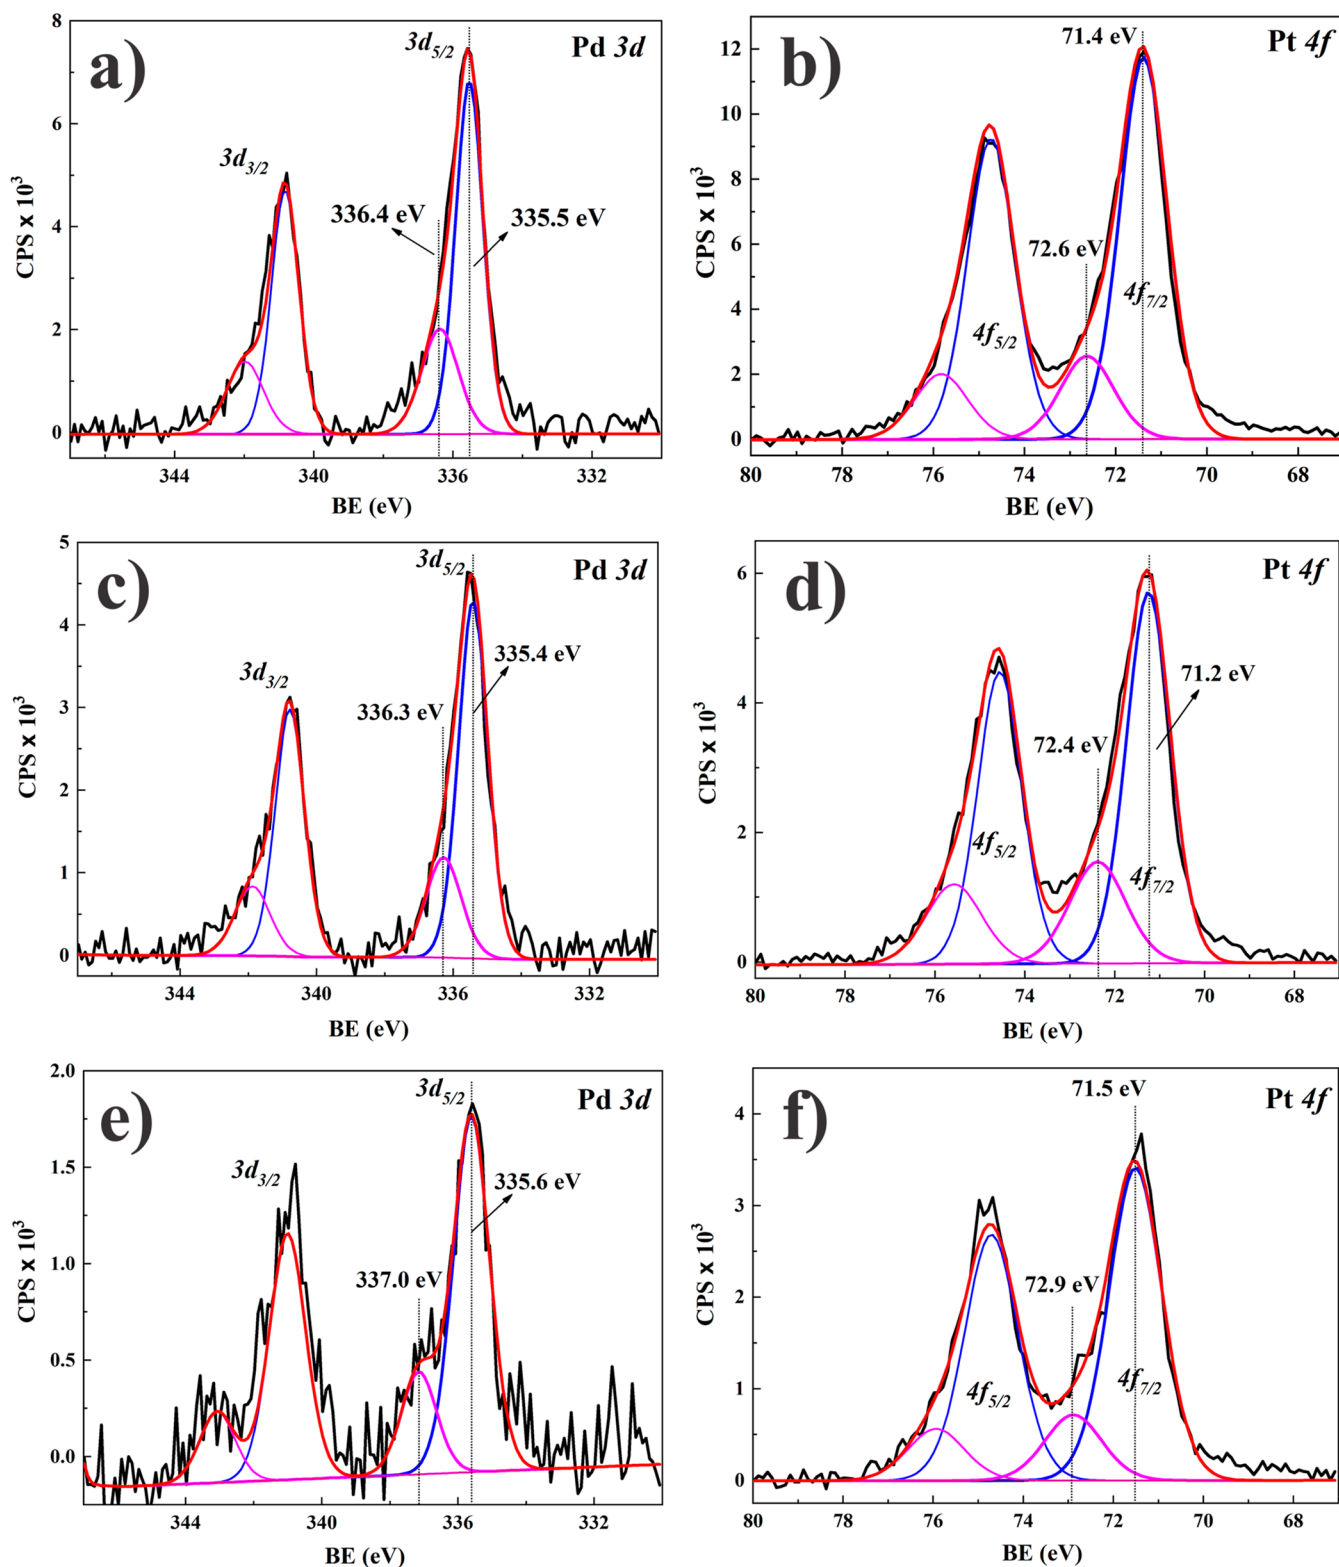 a)
Pd 3d
3d5/2
3d3/2
336.4 eV
335.5 eV
CPS x 10³
8
6
4
2
0
344 340 336 332
BE (eV)
b)
Pt 4f
71.4 eV
72.6 eV
4f7/2
4f5/2
CPS x 10³
12
10
8
6
4
2
0
80 78 76 74 72 70 68
BE (eV)
c)
Pd 3d
3d5/2
3d3/2
335.4 eV
336.3 eV
CPS x 10³
5
4
3
2
1
0
344 340 336 332
BE (eV)
d)
Pt 4f
71.2 eV
72.4 eV
4f5/2
4f7/2
CPS x 10³
6
4
2
0
80 78 76 74 72 70 68
BE (eV)
e)
Pd 3d
3d5/2
3d3/2
335.6 eV
337.0 eV
CPS x 10³
2.0
1.5
1.0
0.5
0.0
344 340 336 332
BE (eV)
f)
Pt 4f
71.5 eV
72.9 eV
4f5/2
4f7/2
CPS x 10³
4
3
2
1
0
80 78 76 74 72 70 68
BE (eV)